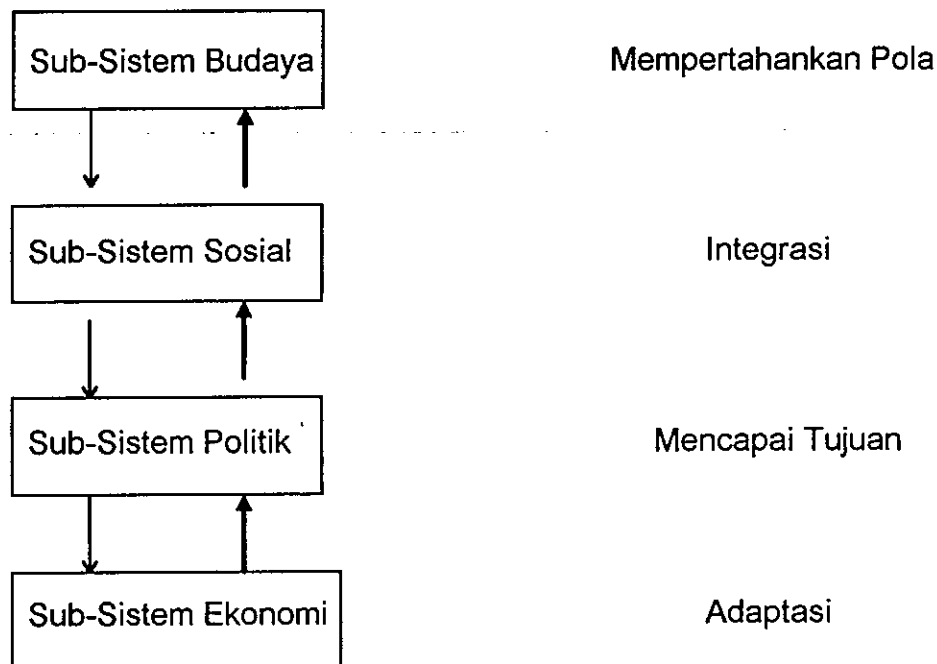 Sub-Sistem Budaya
Mempertahankan Pola
Sub-Sistem Sosial
Integrasi
Sub-Sistem Politik
Mencapai Tujuan
Sub-Sistem Ekonomi
Adaptasi